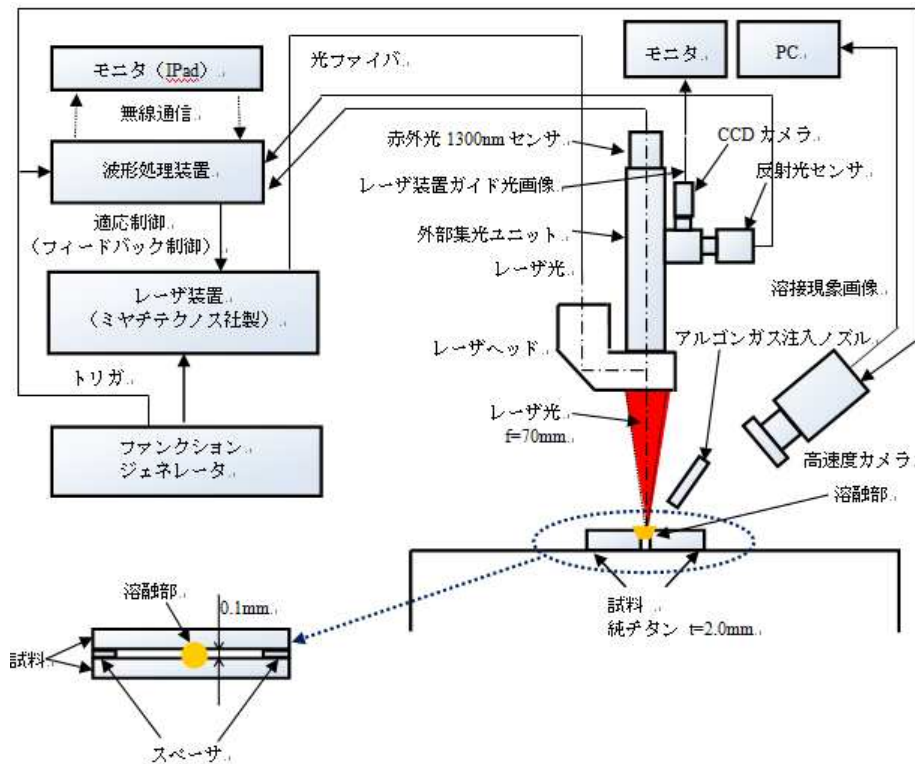 モニタ（IPad）
無線通信
波形処理装置
適応制御
（フィードバック制御）
レーザ装置
（ミヤチテクノス社製）
トリガ
ファンクション
ジェネレータ
光ファイバ
モニタ
PC
赤外光 1300nm センサ
CCD カメラ
レーザ装置ガイド光画像
反射光センサ
外部集光ユニット
レーザ光
溶接現象画像
アルゴンガス注入ノズル
レーザヘッド
レーザ光
f=70mm
高速度カメラ
溶融部
試料
純チタン t=2.0mm
溶融部
0.1mm
試料
スペーサ